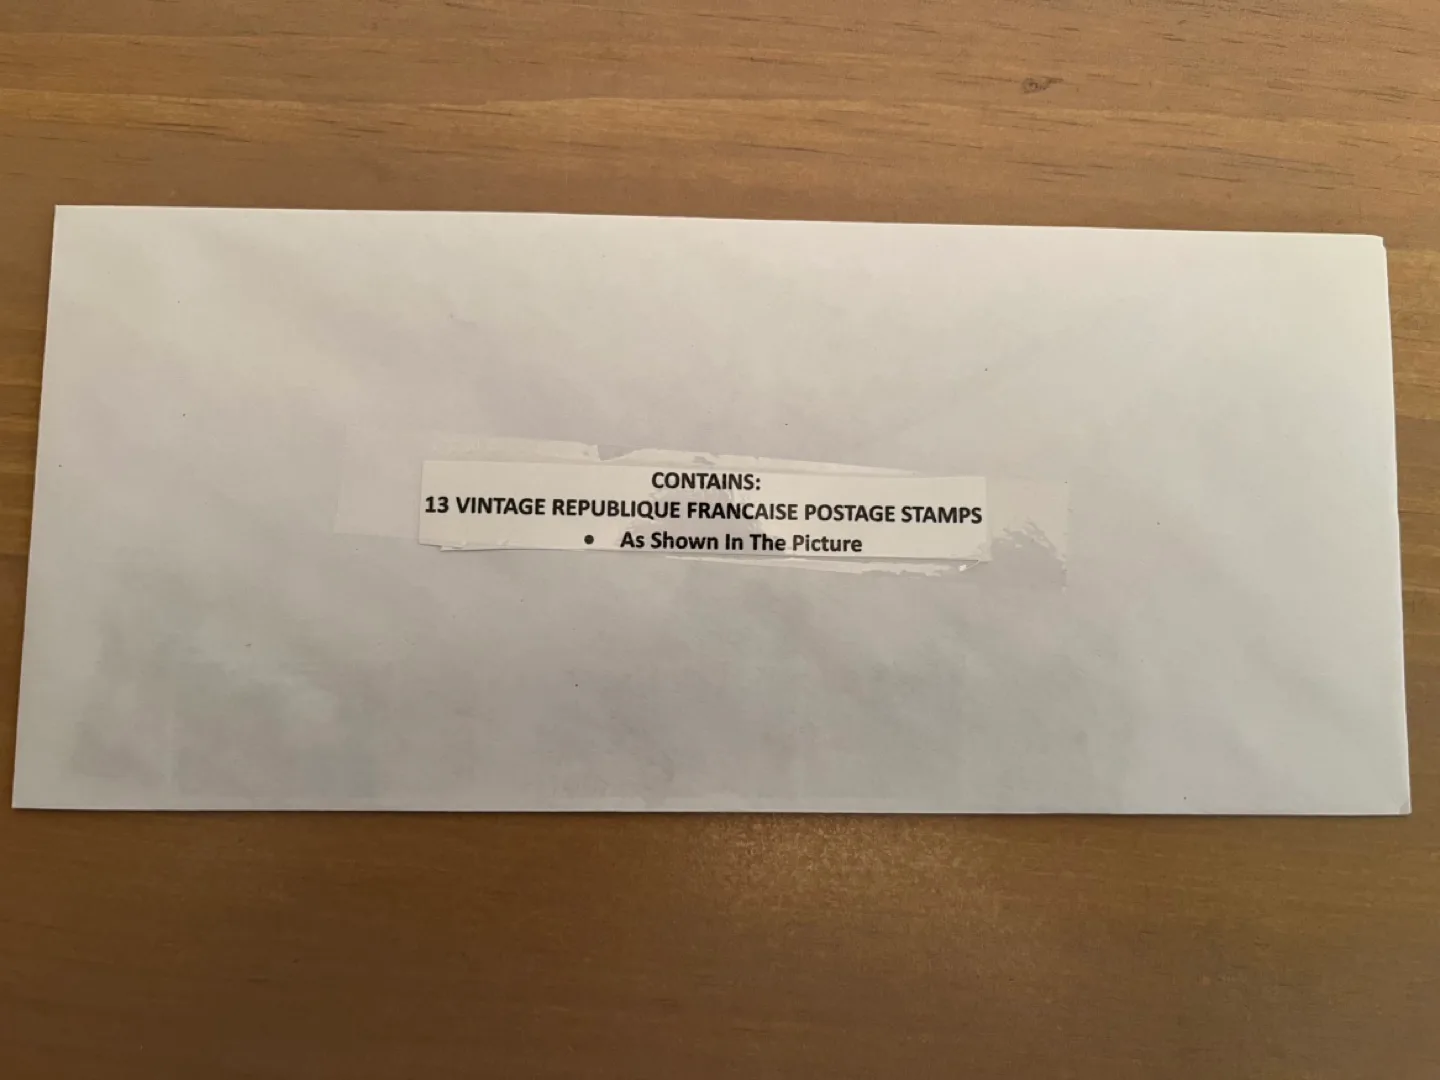 CONTAINS:
13 VINTAGE REPUBLIQUE FRANCAISE POSTAGE STAMPS
• As Shown In The Picture